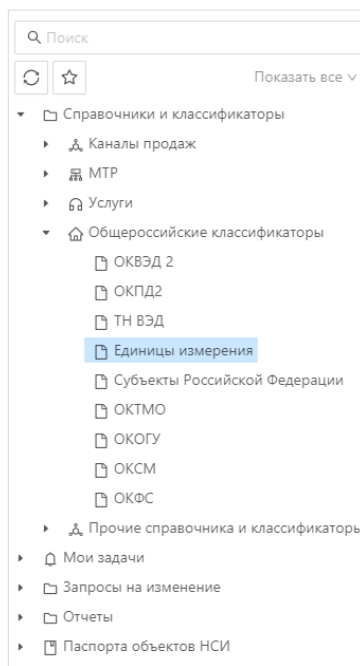 Поиск
Показать все
Справочники и классификаторы
Каналы продаж
МТР
Услуги
Общероссийские классификаторы
ОКВЭД 2
ОКПД2
ТН ВЭД
Единицы измерения
Субъекты Российской Федерации
ОКТМО
ОКОГУ
ОКСМ
ОКФС
Прочие справочника и классификаторы
Мои задачи
Запросы на изменение
Отчеты
Паспорта объектов НСИ